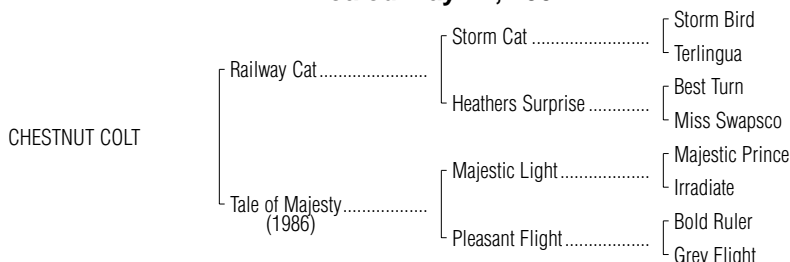 Storm Bird
Storm Cat ..........................
Terlingua
Railway Cat.......................
Best Turn
Heathers Surprise .............
Miss Swapsco
CHESTNUT COLT
Majestic Prince
Majestic Light...................
Irradiate
Tale of Majesty..................
(1986)
Bold Ruler
Pleasant Flight..................
Grey Flight